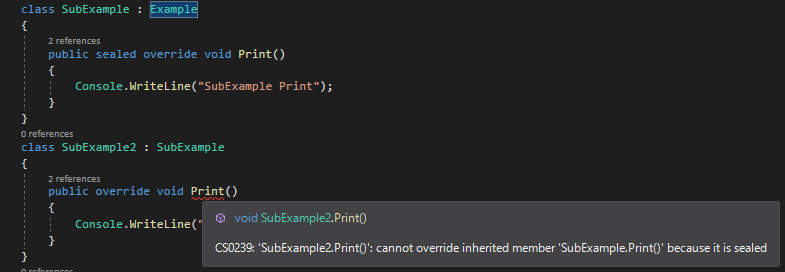 class SubExample : Example
{
2 references
public sealed override void Print()
{
Console.WriteLine("SubExample Print");
}
}
0 references
class SubExample2 : SubExample
{
2 references
public override void Print()
{
Console.WriteLine("
}
}
void SubExample2.Print()
CS0239: 'SubExample2.Print()': cannot override inherited member 'SubExample.Print()' because it is sealed
0 references